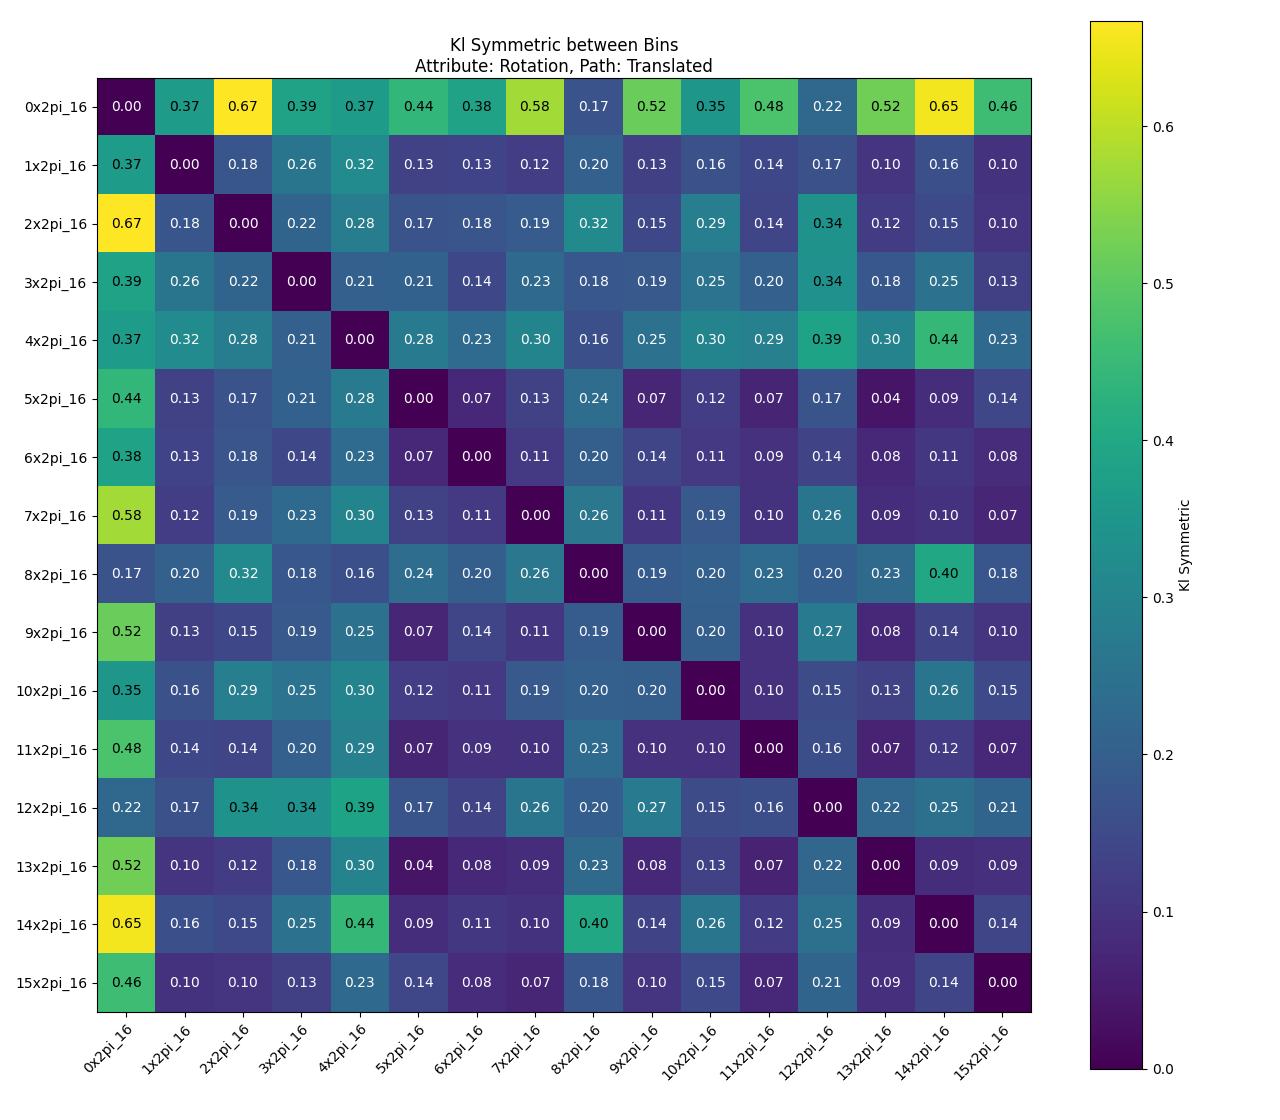 Kl Symmetric between Bins
Attribute: Rotation, Path: Translated
0x2pi_16 0.00 0.37 0.67 0.39 0.37 0.44 0.38 0.58 0.17 0.52 0.35 0.48 0.22 0.52 0.65 0.46
1x2pi_16 0.37 0.00 0.18 0.26 0.32 0.13 0.13 0.12 0.20 0.13 0.16 0.14 0.17 0.10 0.16 0.10
2x2pi_16 0.67 0.18 0.00 0.22 0.28 0.17 0.18 0.19 0.32 0.15 0.29 0.14 0.34 0.12 0.15 0.10
3x2pi_16 0.39 0.26 0.22 0.00 0.21 0.21 0.14 0.23 0.18 0.19 0.25 0.20 0.34 0.18 0.25 0.13
4x2pi_16 0.37 0.32 0.28 0.21 0.00 0.28 0.23 0.30 0.16 0.25 0.30 0.29 0.39 0.30 0.44 0.23
5x2pi_16 0.44 0.13 0.17 0.21 0.28 0.00 0.07 0.13 0.24 0.07 0.12 0.07 0.17 0.04 0.09 0.14
6x2pi_16 0.38 0.13 0.18 0.14 0.23 0.07 0.00 0.11 0.20 0.14 0.11 0.09 0.14 0.08 0.11 0.08
7x2pi_16 0.58 0.12 0.19 0.23 0.30 0.13 0.11 0.00 0.26 0.11 0.19 0.10 0.26 0.09 0.10 0.07
8x2pi_16 0.17 0.20 0.32 0.18 0.16 0.24 0.20 0.26 0.00 0.19 0.20 0.23 0.20 0.23 0.40 0.18
9x2pi_16 0.52 0.13 0.15 0.19 0.25 0.07 0.14 0.11 0.19 0.00 0.20 0.10 0.27 0.08 0.14 0.10
10x2pi_16 0.35 0.16 0.29 0.25 0.30 0.12 0.11 0.19 0.20 0.20 0.00 0.10 0.15 0.13 0.26 0.15
11x2pi_16 0.48 0.14 0.14 0.20 0.29 0.07 0.09 0.10 0.23 0.10 0.10 0.00 0.16 0.07 0.12 0.07
12x2pi_16 0.22 0.17 0.34 0.34 0.39 0.17 0.14 0.26 0.20 0.27 0.15 0.16 0.00 0.22 0.25 0.21
13x2pi_16 0.52 0.10 0.12 0.18 0.30 0.04 0.08 0.09 0.23 0.08 0.13 0.07 0.22 0.00 0.09 0.09
14x2pi_16 0.65 0.16 0.15 0.25 0.44 0.09 0.11 0.10 0.40 0.14 0.26 0.12 0.25 0.09 0.00 0.14
15x2pi_16 0.46 0.10 0.10 0.13 0.23 0.14 0.08 0.07 0.18 0.10 0.15 0.07 0.21 0.09 0.14 0.00
0x2pi_16 1x2pi_16 2x2pi_16 3x2pi_16 4x2pi_16 5x2pi_16 6x2pi_16 7x2pi_16 8x2pi_16 9x2pi_16 10x2pi_16 11x2pi_16 12x2pi_16 13x2pi_16 14x2pi_16 15x2pi_16
0.6
0.5
0.4
0.3
0.2
0.1
0.0
Kl Symmetric